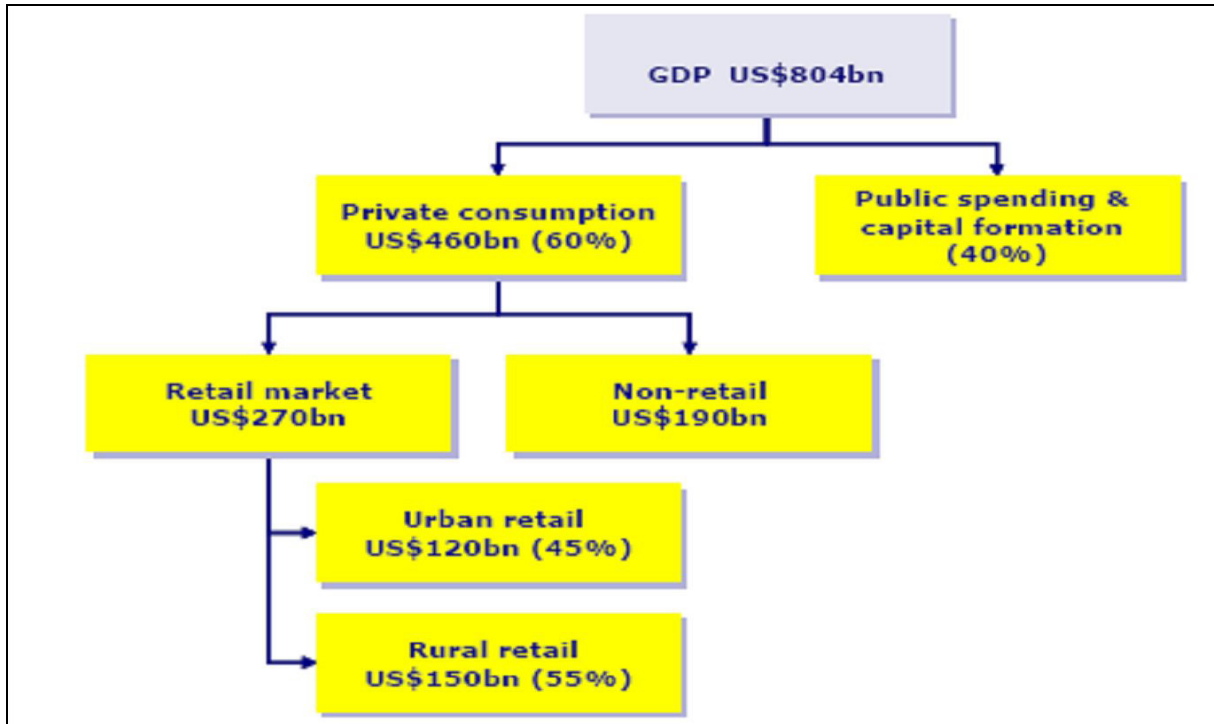 GDP US$804bn
Private consumption
US$460bn (60%)
Public spending &
capital formation
(40%)
Retail market
US$270bn
Non-retail
US$190bn
Urban retail
US$120bn (45%)
Rural retail
US$150bn (55%)